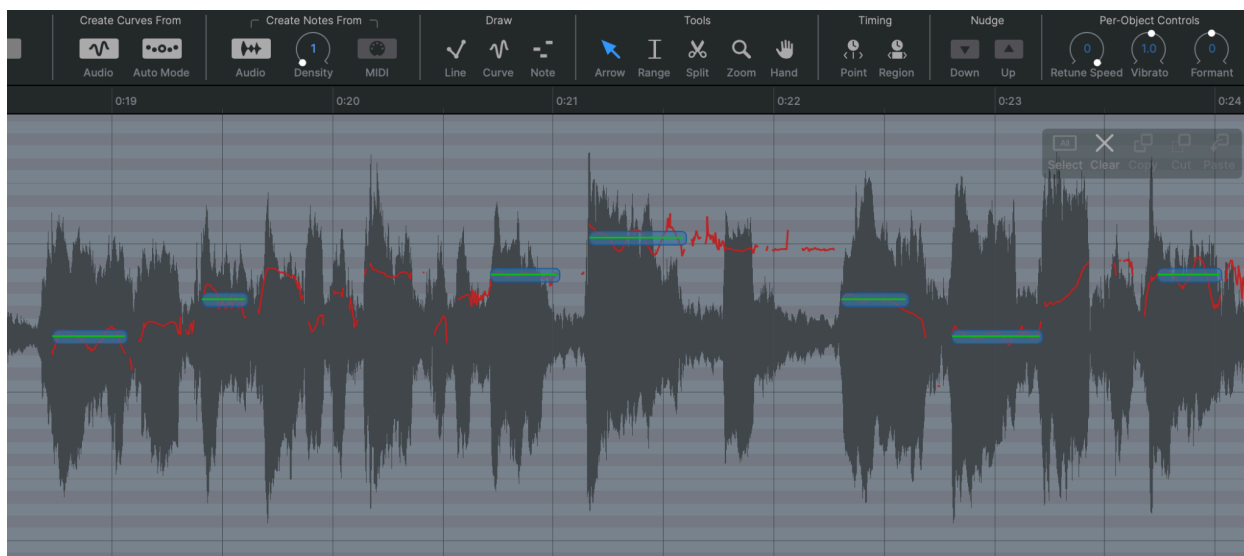 Create Curves From
Create Notes From
Draw
Tools
Timing
Nudge
Per-Object Controls
1
0
1.0
0
Audio
Auto Mode
Audio
Density
MIDI
Line
Curve
Note
Arrow
Range
Split
Zoom
Hand
Point
Region
Down
Up
Retune Speed
Vibrato
Formant
0:19
0:20
0:21
0:22
0:23
0:24
All
Select
Clear
Copy
Cut
Paste